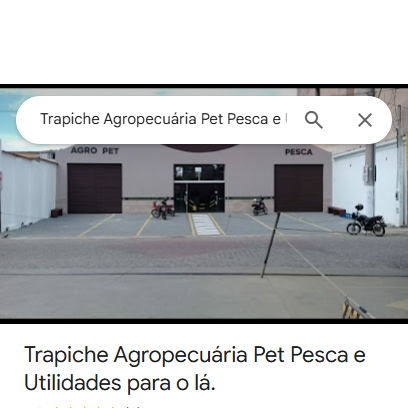 Trapiche Agropecuária Pet Pesca e
AGRO PET
PESCA
Trapiche Agropecuária Pet Pesca e
Utilidades para o lá.